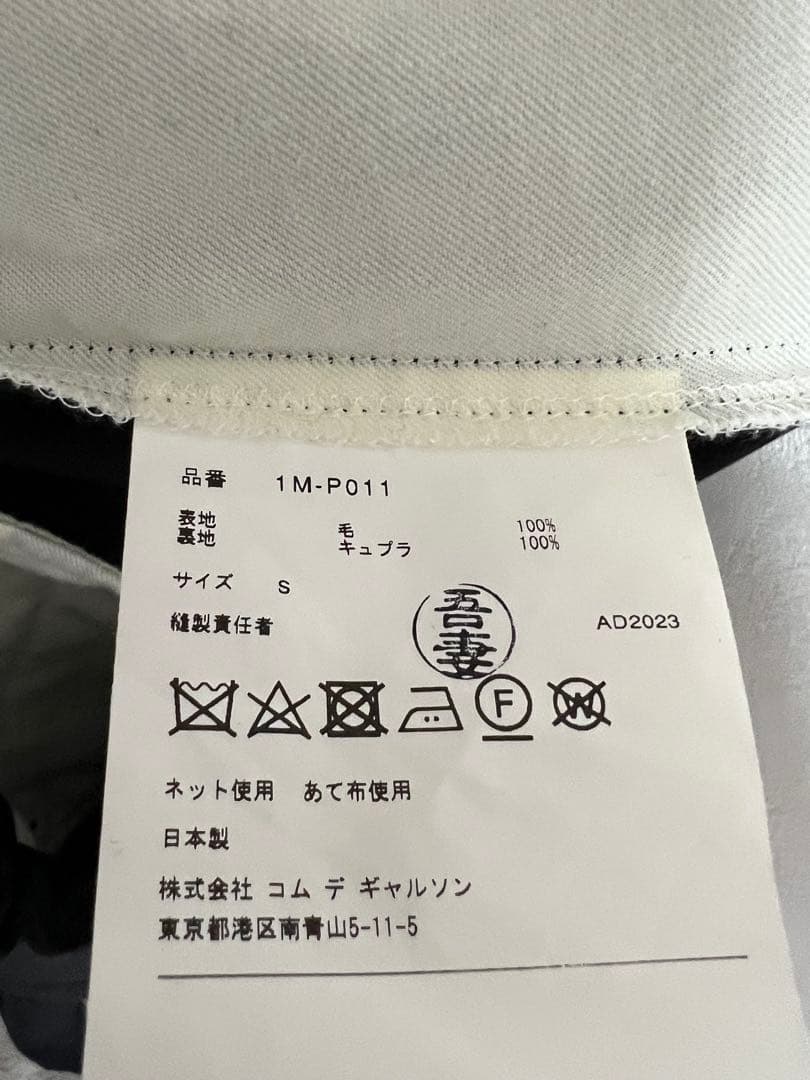 品番 1M-P011
表地 毛 100%
裏地 キュプラ 100%
サイズ S
縫製責任者 吾妻 AD2023
F W
ネット使用 あて布使用
日本製
株式会社 コム デ ギャルソン
東京都港区南青山5-11-5